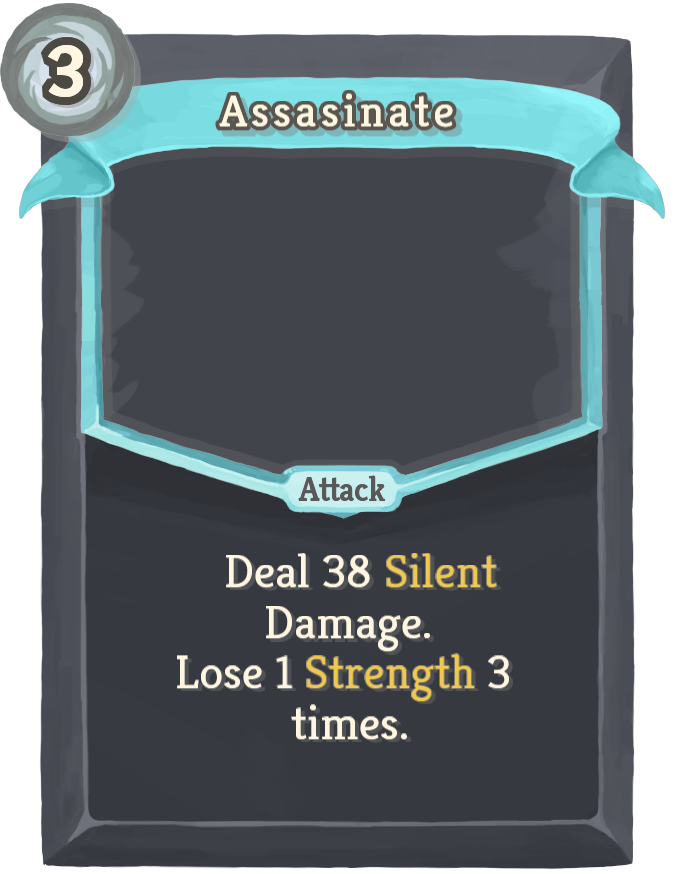 3
Assasinate
Attack
Deal 38 Silent
Damage.
Lose 1 Strength 3
times.